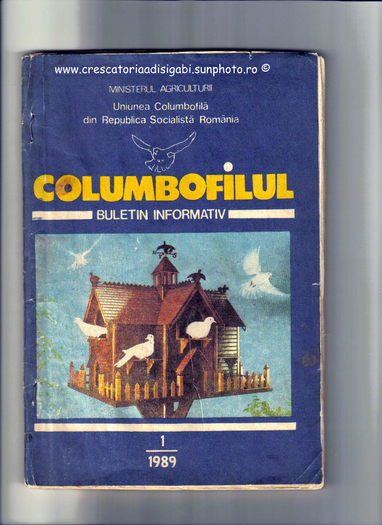 www.crescatoriaadisigabi.sunphoto.ro ©
MINISTERUL AGRICULTURII
Uniunea Columbofilă
din Republica Socialistă România
COLUMBOFiLUL
BULETIN INFORMATIV
1
1989